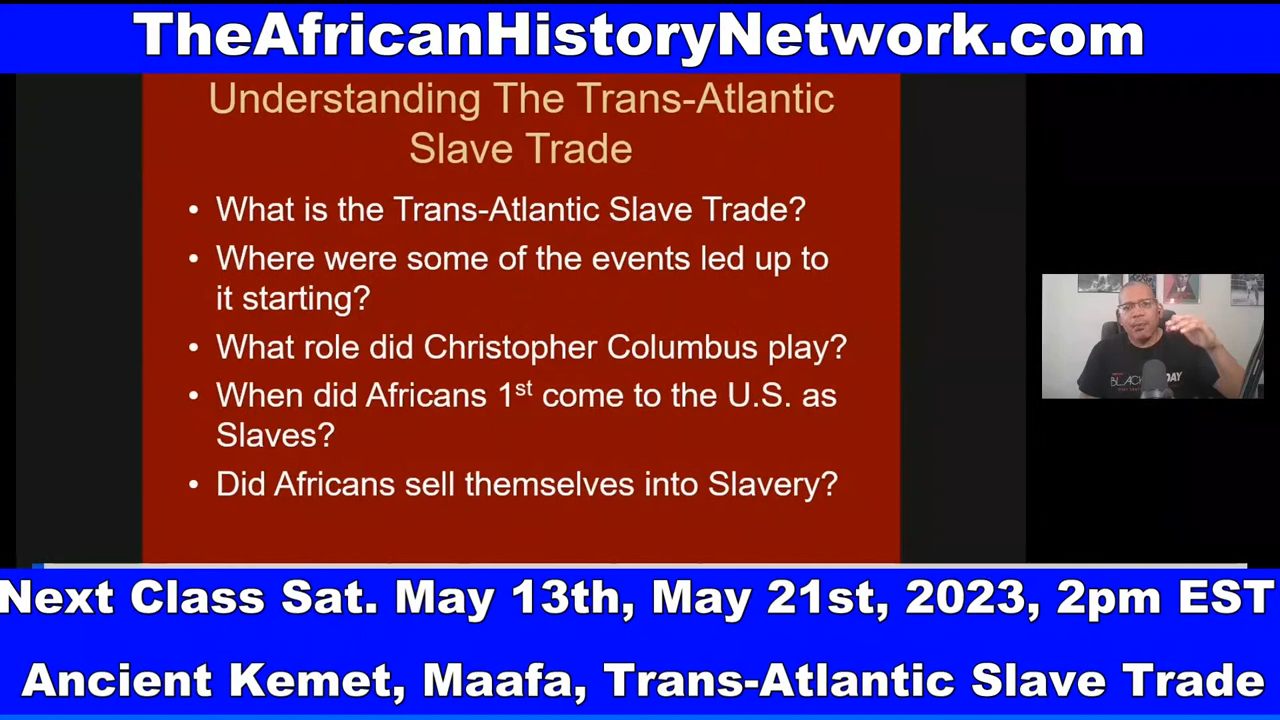 TheAfricanHistoryNetwork.com
Understanding The Trans-Atlantic
Slave Trade
• What is the Trans-Atlantic Slave Trade?
• Where were some of the events led up to
it starting?
• What role did Christopher Columbus play?
• When did Africans 1st come to the U.S. as
Slaves?
• Did Africans sell themselves into Slavery?
Next Class Sat. May 13th, May 21st, 2023, 2pm EST
Ancient Kemet, Maafa, Trans-Atlantic Slave Trade